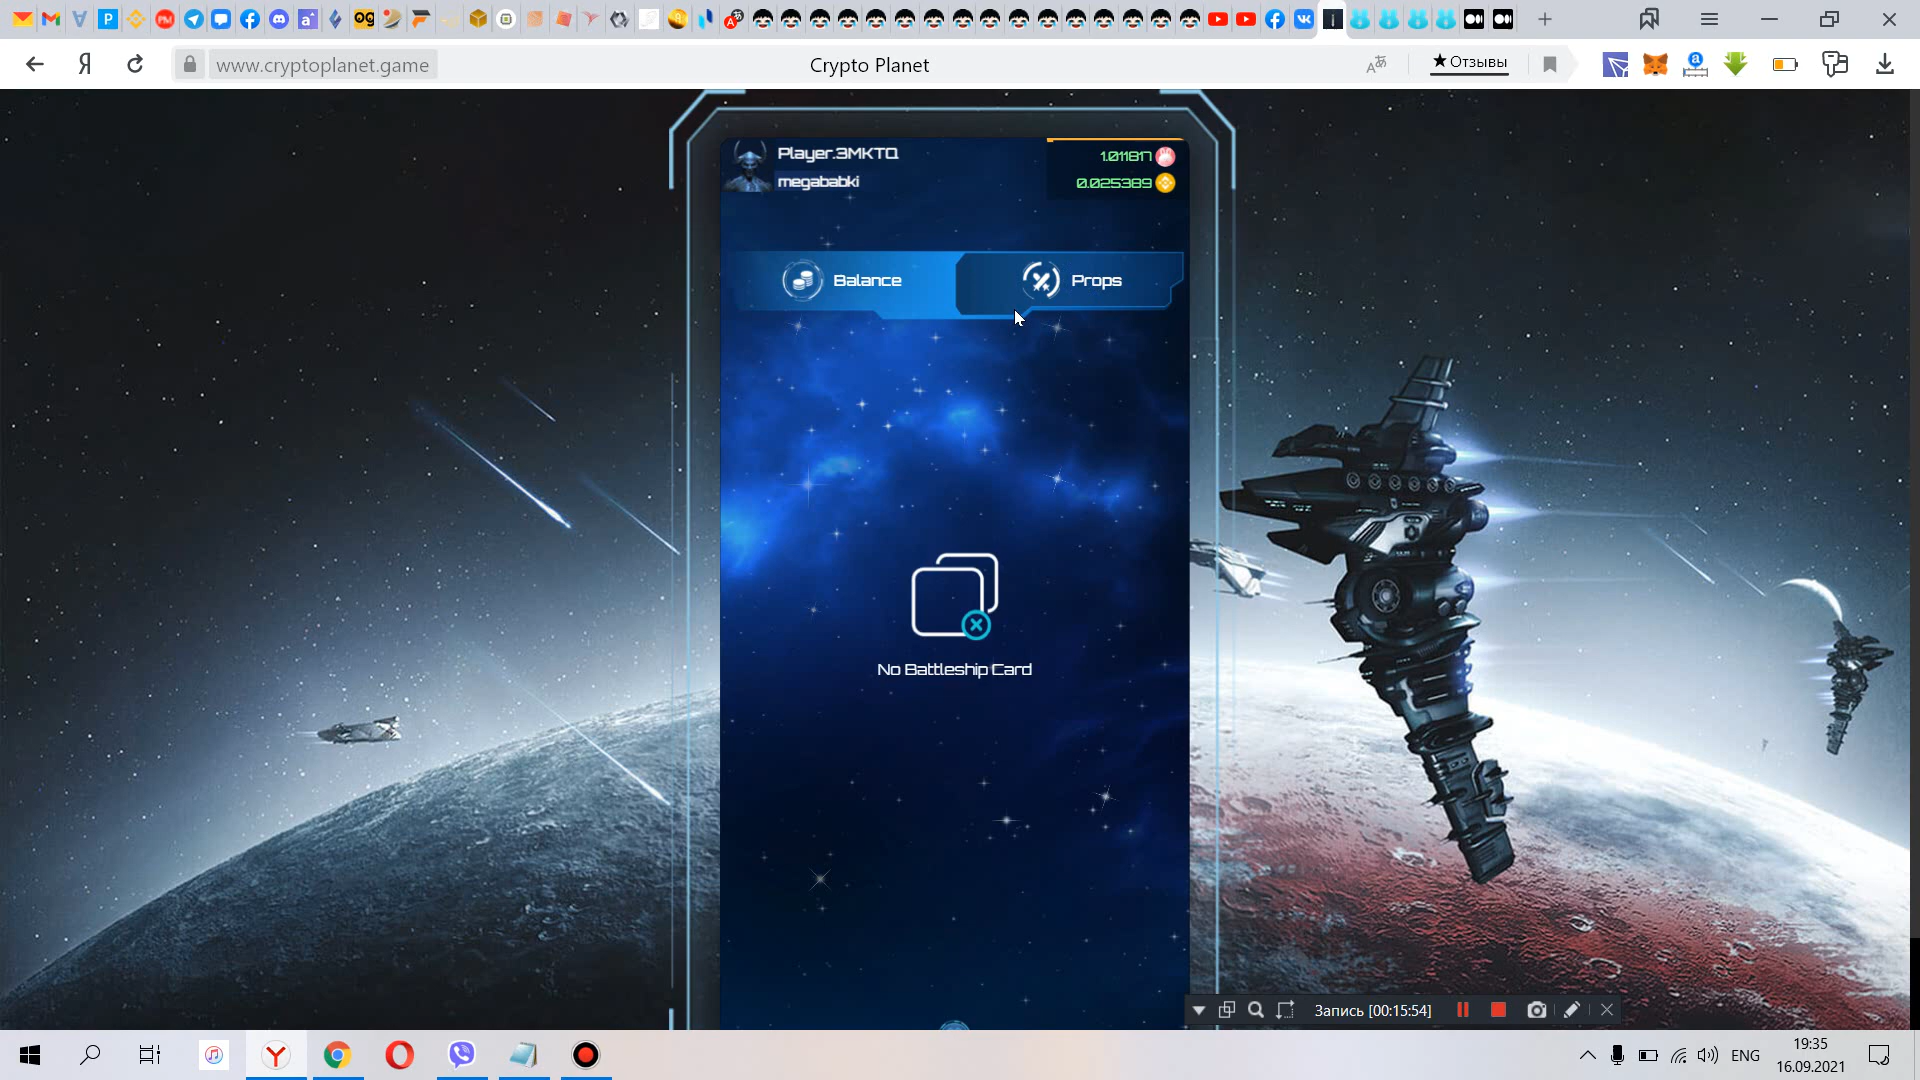 www.cryptoplanet.game
Crypto Planet
★ Отзывы
Player.3MKTQ
megababki
1.011817
0.025389
Balance
Props
No Battleship Card
Запись [00:15:54]
ENG
19:35
16.09.2021